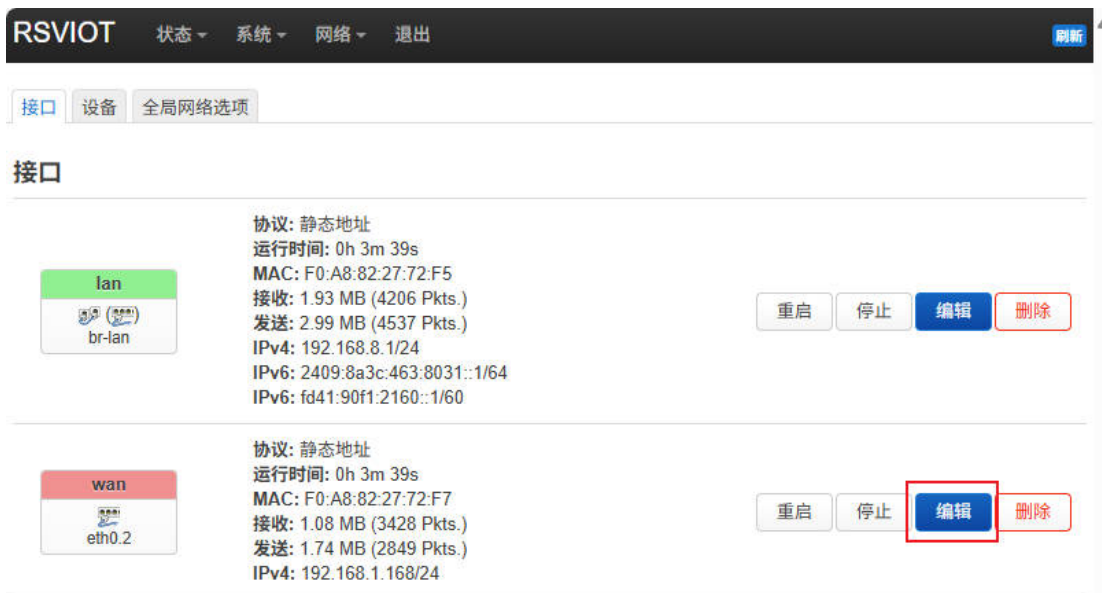 RSVIOT 状态 系统 网络 退出 刷新
接口 设备 全局网络选项
接口
协议: 静态地址
运行时间: 0h 3m 39s
MAC: F0:A8:82:27:72:F5
接收: 1.93 MB (4206 Pkts.)
发送: 2.99 MB (4537 Pkts.)
IPv4: 192.168.8.1/24
IPv6: 2409:8a3c:463:8031::1/64
IPv6: fd41:90f1:2160::1/60
lan
br-lan
重启 停止 编辑 删除
协议: 静态地址
运行时间: 0h 3m 39s
MAC: F0:A8:82:27:72:F7
接收: 1.08 MB (3428 Pkts.)
发送: 1.74 MB (2849 Pkts.)
IPv4: 192.168.1.168/24
wan
eth0.2
重启 停止 编辑 删除